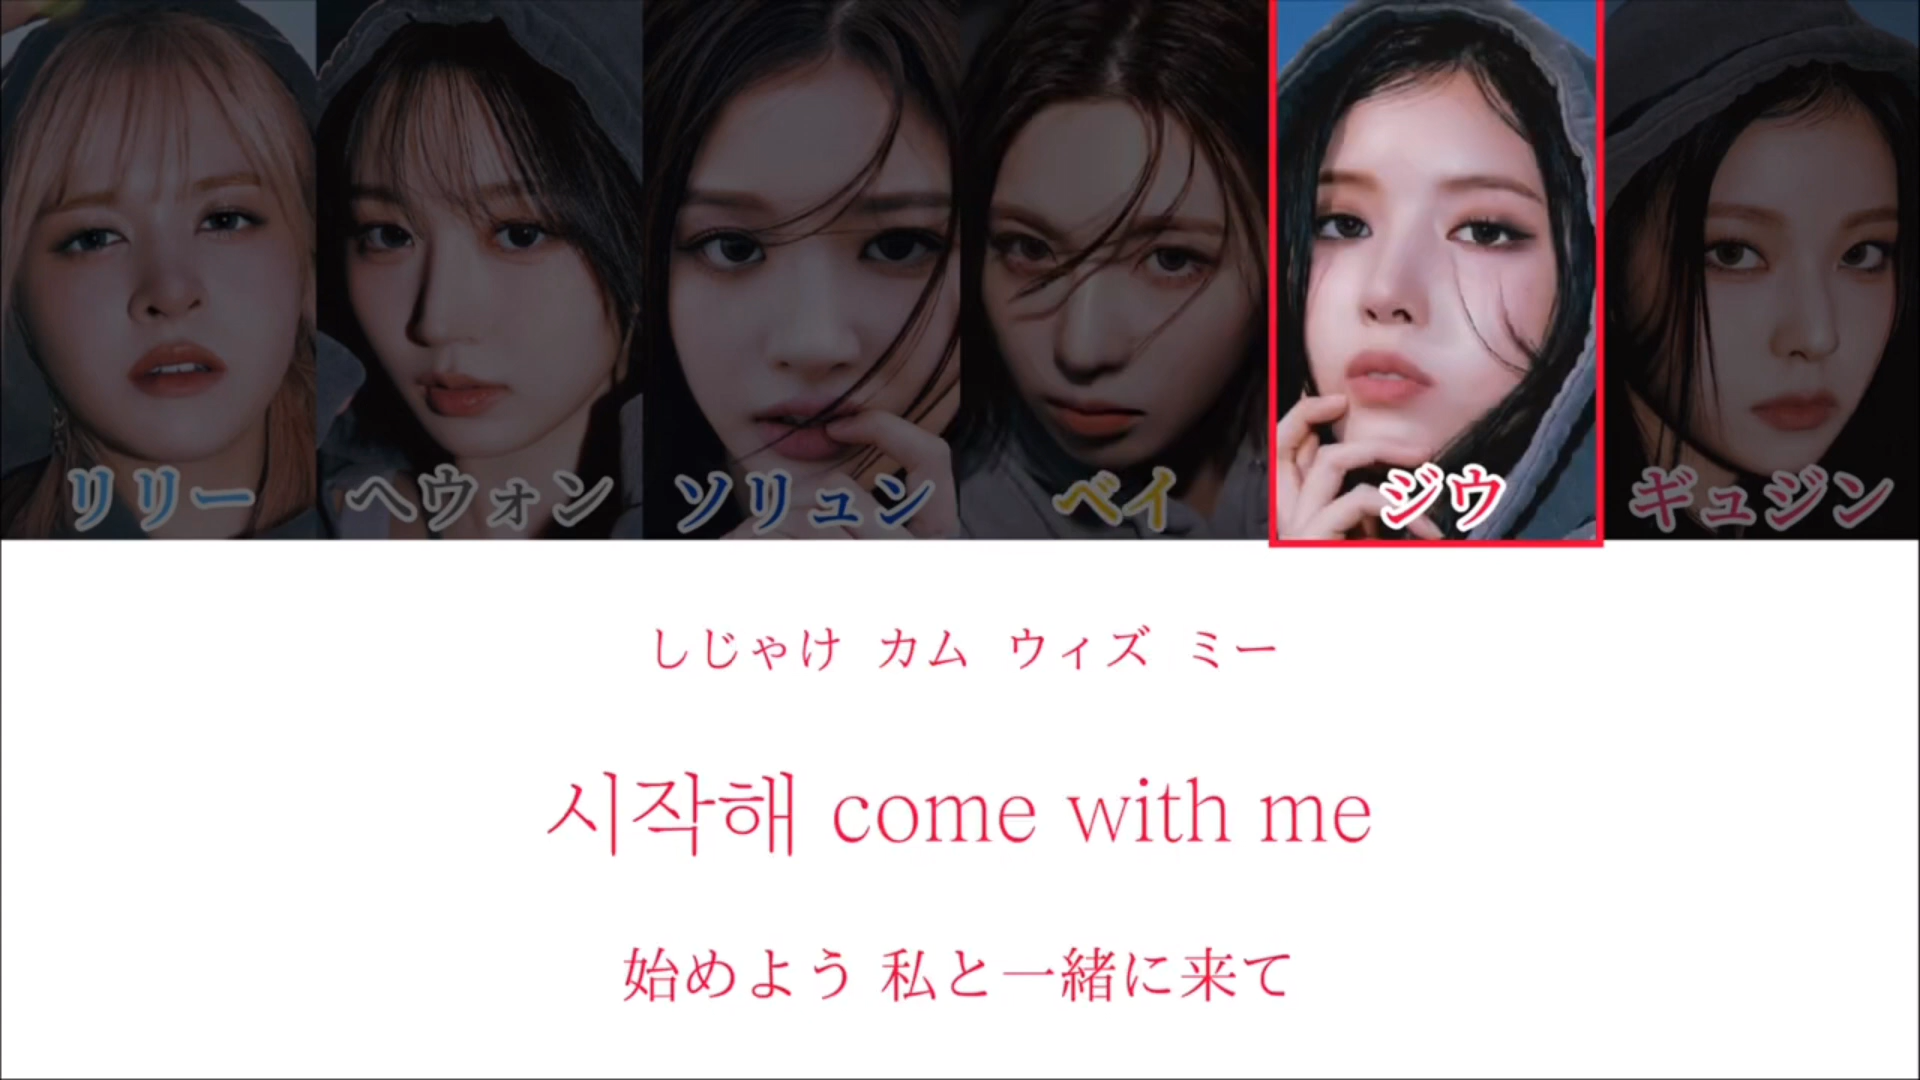 リリー ヘウォン ソリュン ベイ ジウ ギュジン
しじゃけ カム ウィズ ミー
시작해 come with me
始めよう 私と一緒に来て